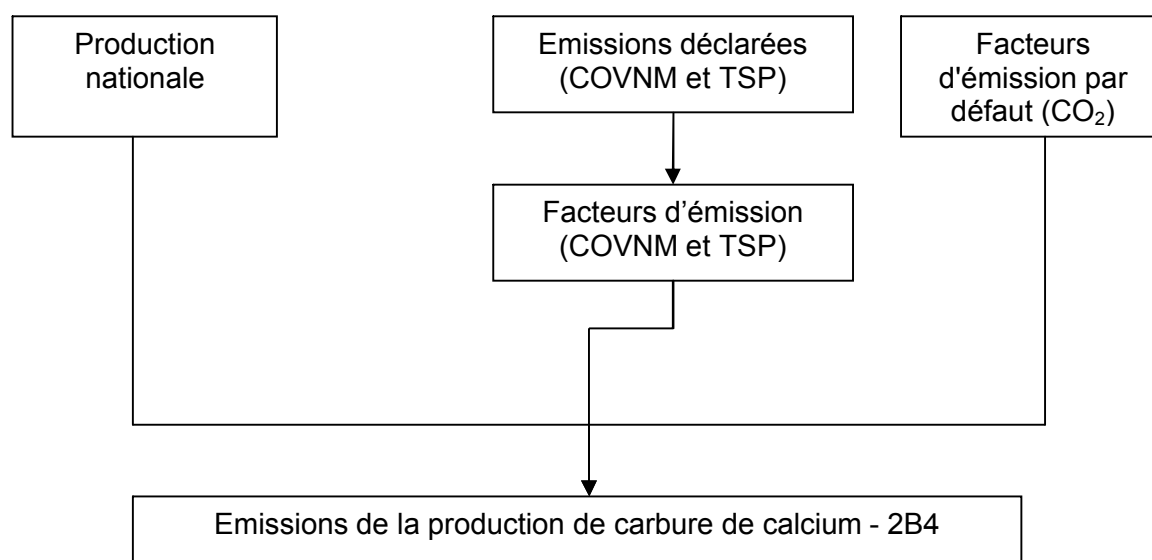 Production
nationale
Emissions déclarées
(COVNM et TSP)
Facteurs
d'émission par
défaut (CO₂)
Facteurs d’émission
(COVNM et TSP)
Emissions de la production de carbure de calcium - 2B4